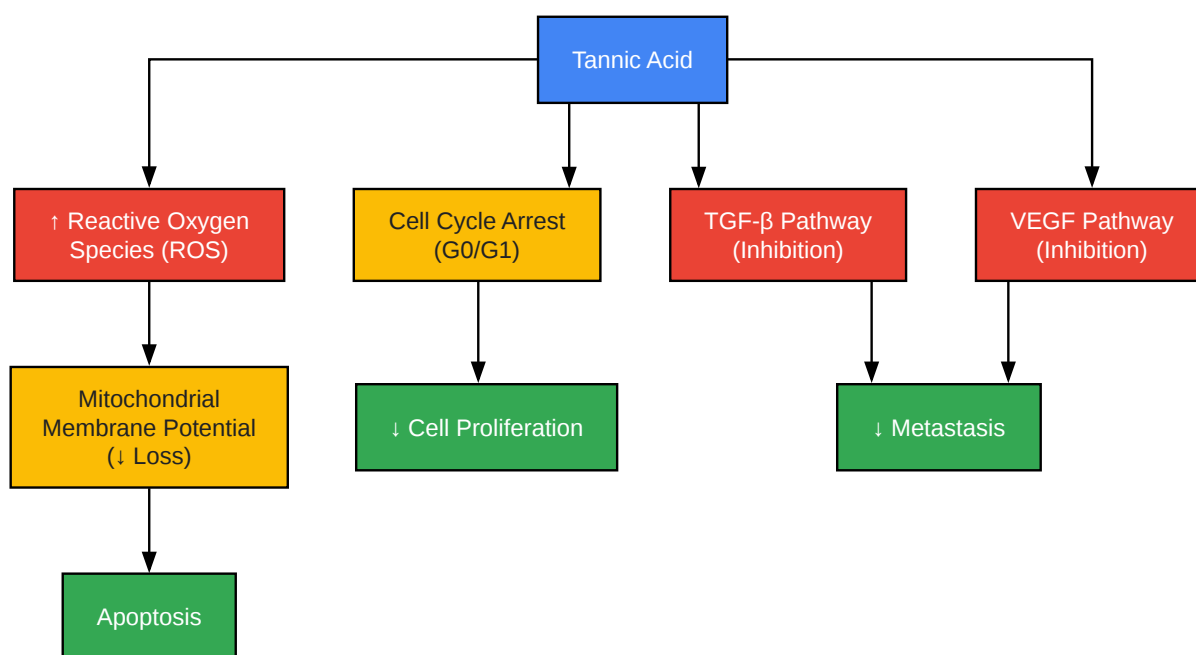 Tannic Acid
↑ Reactive Oxygen
Species (ROS)
Cell Cycle Arrest
(G0/G1)
TGF-β Pathway
(Inhibition)
VEGF Pathway
(Inhibition)
Mitochondrial
Membrane Potential
(↓ Loss)
↓ Cell Proliferation
↓ Metastasis
Apoptosis